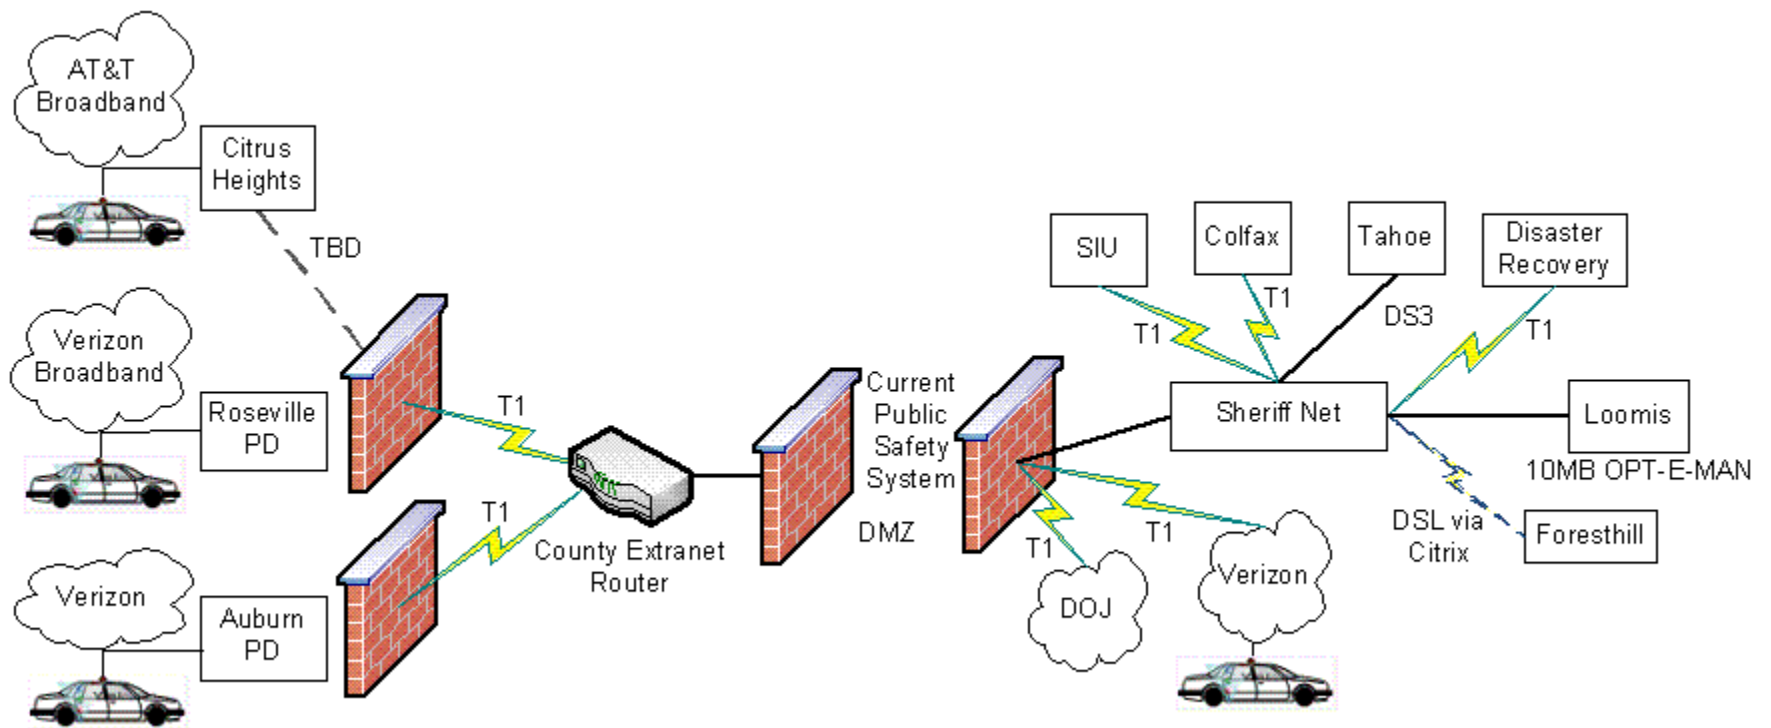 AT&T
Broadband
Citrus
Heights
TBD
Verizon
Broadband
Roseville
PD
T1
Verizon
Auburn
PD
T1
County Extranet
Router
Current
Public
Safety
System
DMZ
SIU
Colfax
Tahoe
Disaster
Recovery
T1
T1
DS3
T1
Sheriff Net
Loomis
10MB OPT-E-MAN
DSL via
Citrix
Foresthill
T1
T1
DOJ
Verizon